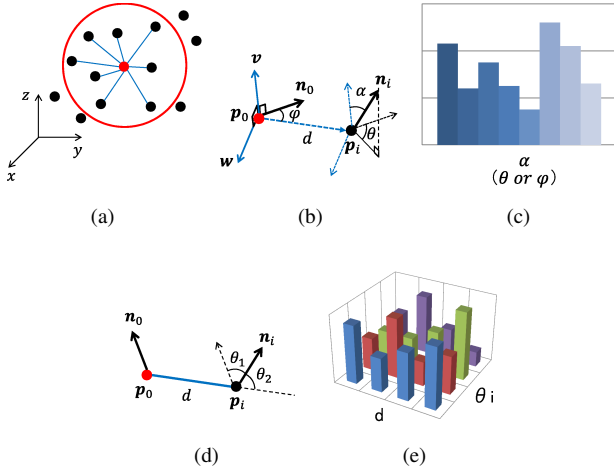 z
y
x
(a)
v
n₀
p₀
φ
w
d
α
nᵢ
θ
pᵢ
(b)
α
(θ or φ)
(c)
n₀
p₀
d
θ₁
nᵢ
θ₂
pᵢ
(d)
d
θ i
(e)